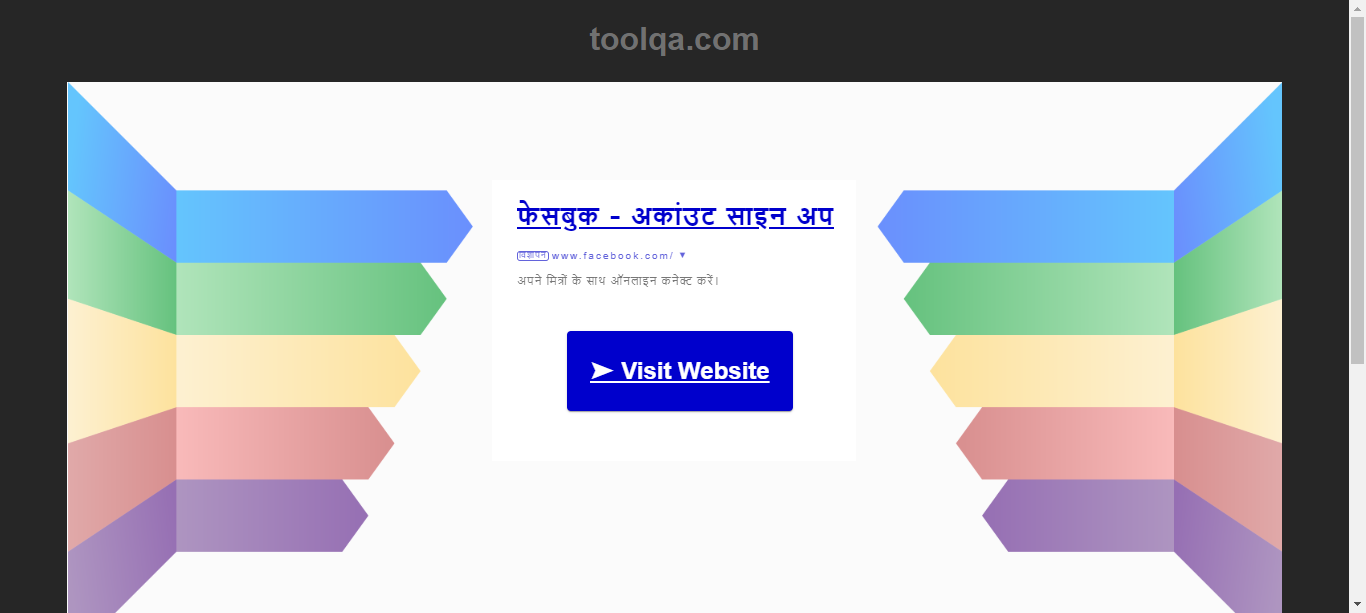 toolqa.com
फेसबुक - अकांउट साइन अप
विज्ञापन www.facebook.com/ ▼
अपने मित्रों के साथ ऑनलाइन कनेक्ट करें।
➤ Visit Website